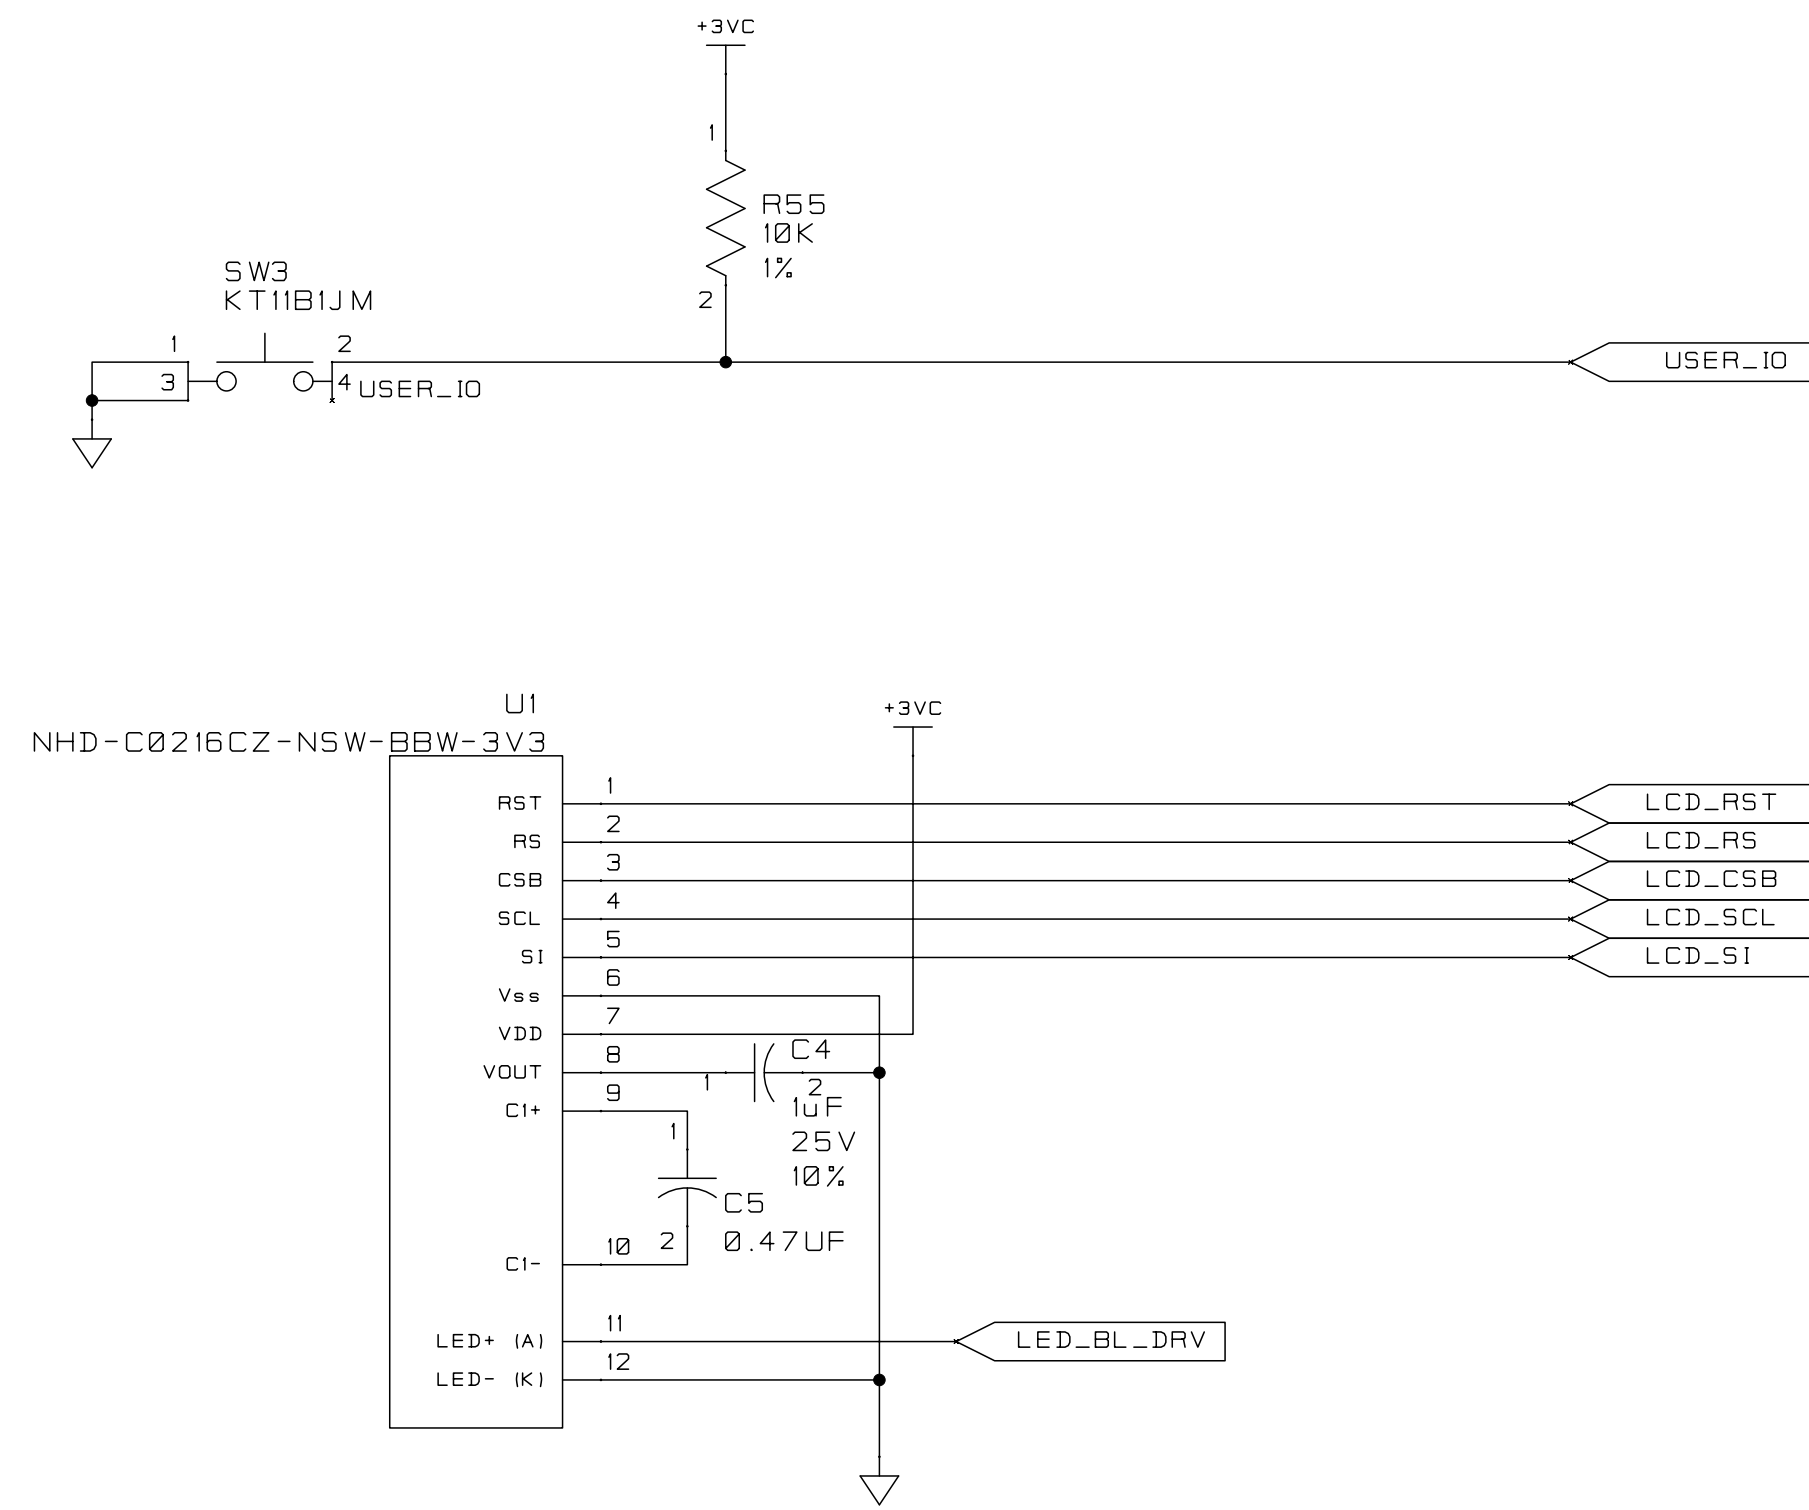 +3VC
1
R55
10K
1%
2
SW3
KT11B1JM
1
2
3
4
USER_IO
USER_IO
U1
NHD-C0216CZ-NSW-BBW-3V3
+3VC
RST
1
LCD_RST
RS
2
LCD_RS
CSB
3
LCD_CSB
SCL
4
LCD_SCL
SI
5
LCD_SI
Vss
6
VDD
7
VOUT
8
1
C4
2
1uF
25V
10%
C1+
9
1
C5
0.47UF
2
C1-
10
LED+ (A)
11
LED_BL_DRV
LED- (K)
12